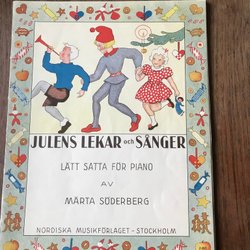 JULENS LEKAR och SÅNGER
LÄTT SATTA FÖR PIANO
AV
MÄRTA SÖDERBERG
NORDISKA MUSIKFÖRLAGET - STOCKHOLM